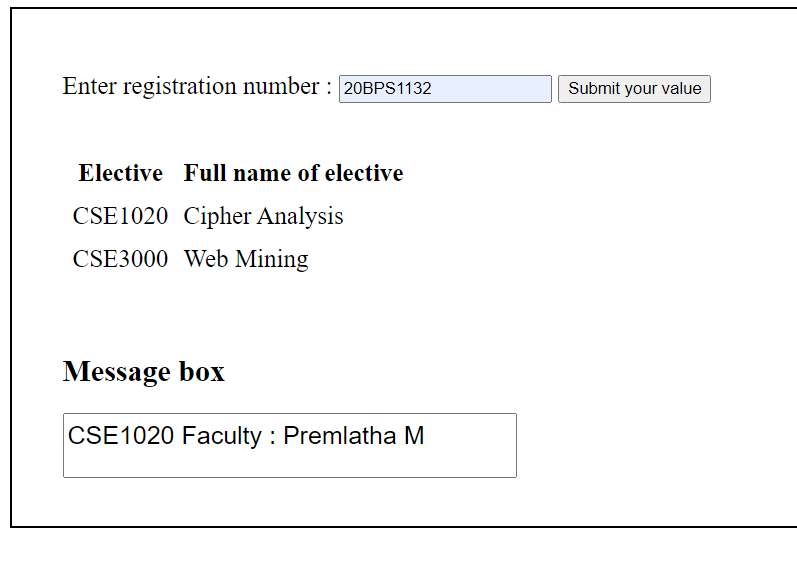 Enter registration number : 20BPS1132 Submit your value
Elective Full name of elective
CSE1020 Cipher Analysis
CSE3000 Web Mining
Message box
CSE1020 Faculty : Premlatha M